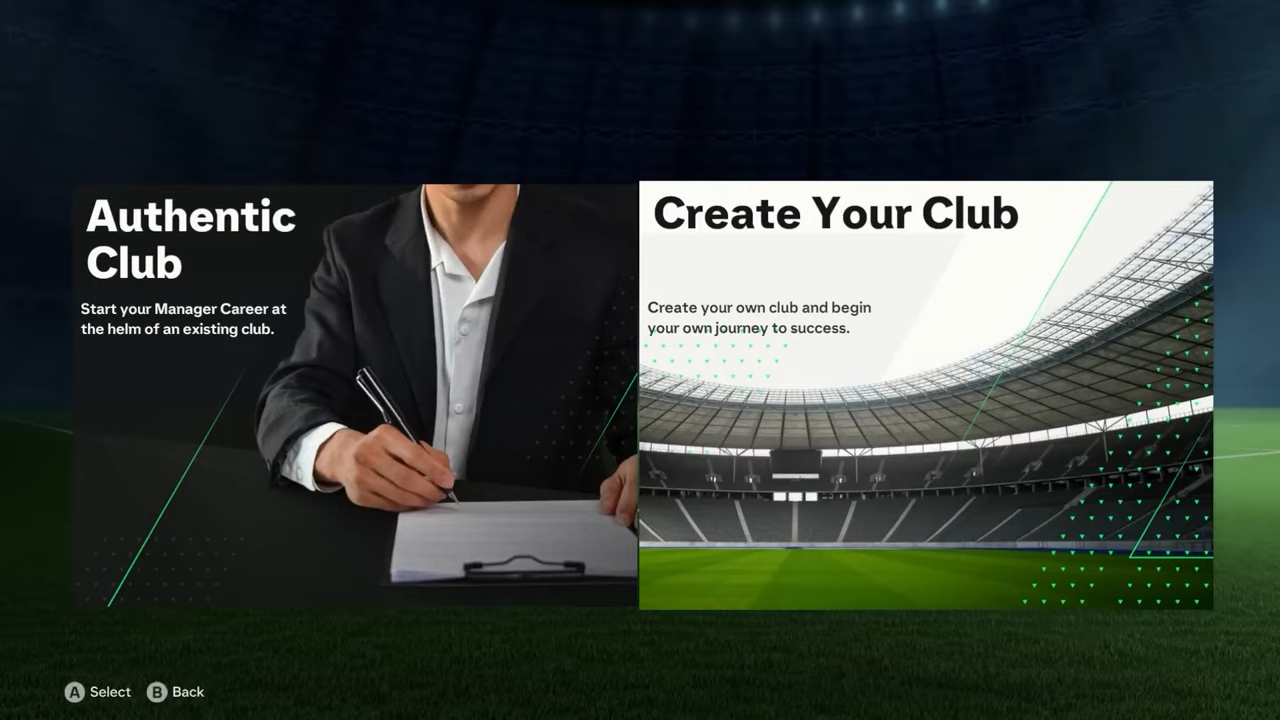 Authentic
Club
Start your Manager Career at
the helm of an existing club.
Create Your Club
Create your own club and begin
your own journey to success.
A Select B Back